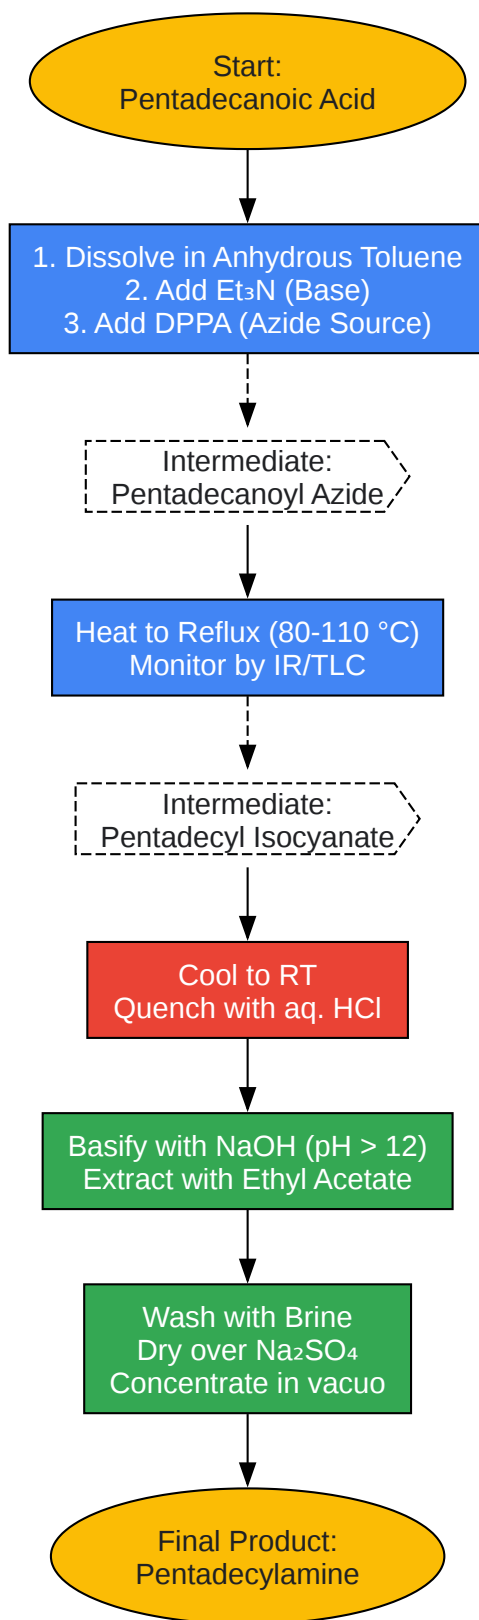 Start:
Pentadecanoic Acid
1. Dissolve in Anhydrous Toluene
2. Add Et₃N (Base)
3. Add DPPA (Azide Source)
Intermediate:
Pentadecanoyl Azide
Heat to Reflux (80-110 °C)
Monitor by IR/TLC
Intermediate:
Pentadecyl Isocyanate
Cool to RT
Quench with aq. HCl
Basify with NaOH (pH > 12)
Extract with Ethyl Acetate
Wash with Brine
Dry over Na₂SO₄
Concentrate in vacuo
Final Product:
Pentadecylamine